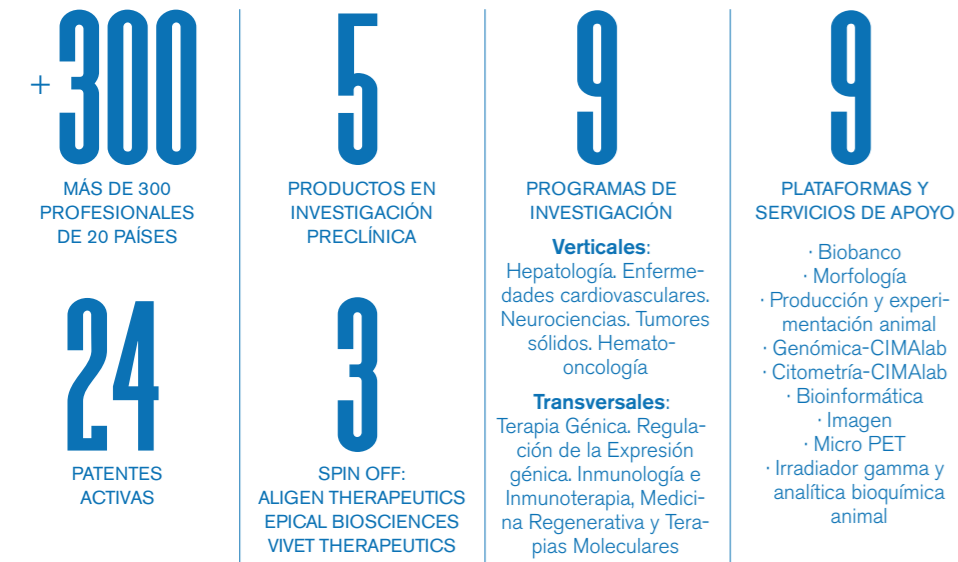 +300
MÁS DE 300
PROFESIONALES
DE 20 PAÍSES
24
PATENTES
ACTIVAS
5
PRODUCTOS EN
INVESTIGACIÓN
PRECLÍNICA
3
SPIN OFF:
ALIGEN THERAPEUTICS
EPICAL BIOSCIENCES
VIVET THERAPEUTICS
9
PROGRAMAS DE
INVESTIGACIÓN
Verticales:
Hepatología. Enferme-
dades cardiovasculares.
Neurociencias. Tumores
sólidos. Hemato-
oncología
Transversales:
Terapia Génica. Regula-
ción de la Expresión
génica. Inmunología e
Inmunoterapia, Medici-
na Regenerativa y Tera-
pias Moleculares
9
PLATAFORMAS Y
SERVICIOS DE APOYO
· Biobanco
· Morfología
· Producción y experi-
mentación animal
· Genómica-CIMAlab
· Citometría-CIMAlab
· Bioinformática
· Imagen
· Micro PET
· Irradiador gamma y
analítica bioquímica
animal